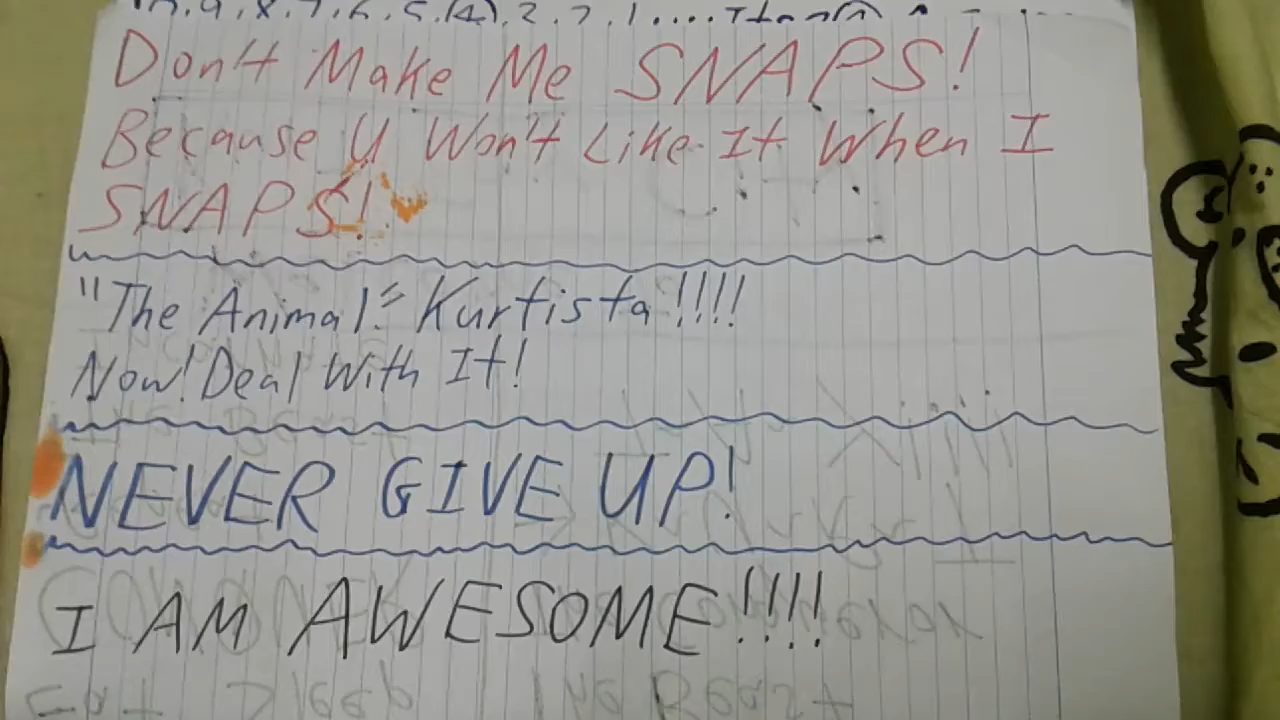 Don't Make Me SNAPS!
Because U Won't Like It When I
SNAPS!
"The Animal" Kurtista!!!!
Now! Deal With It!
NEVER GIVE UP!
I AM AWESOME!!!!